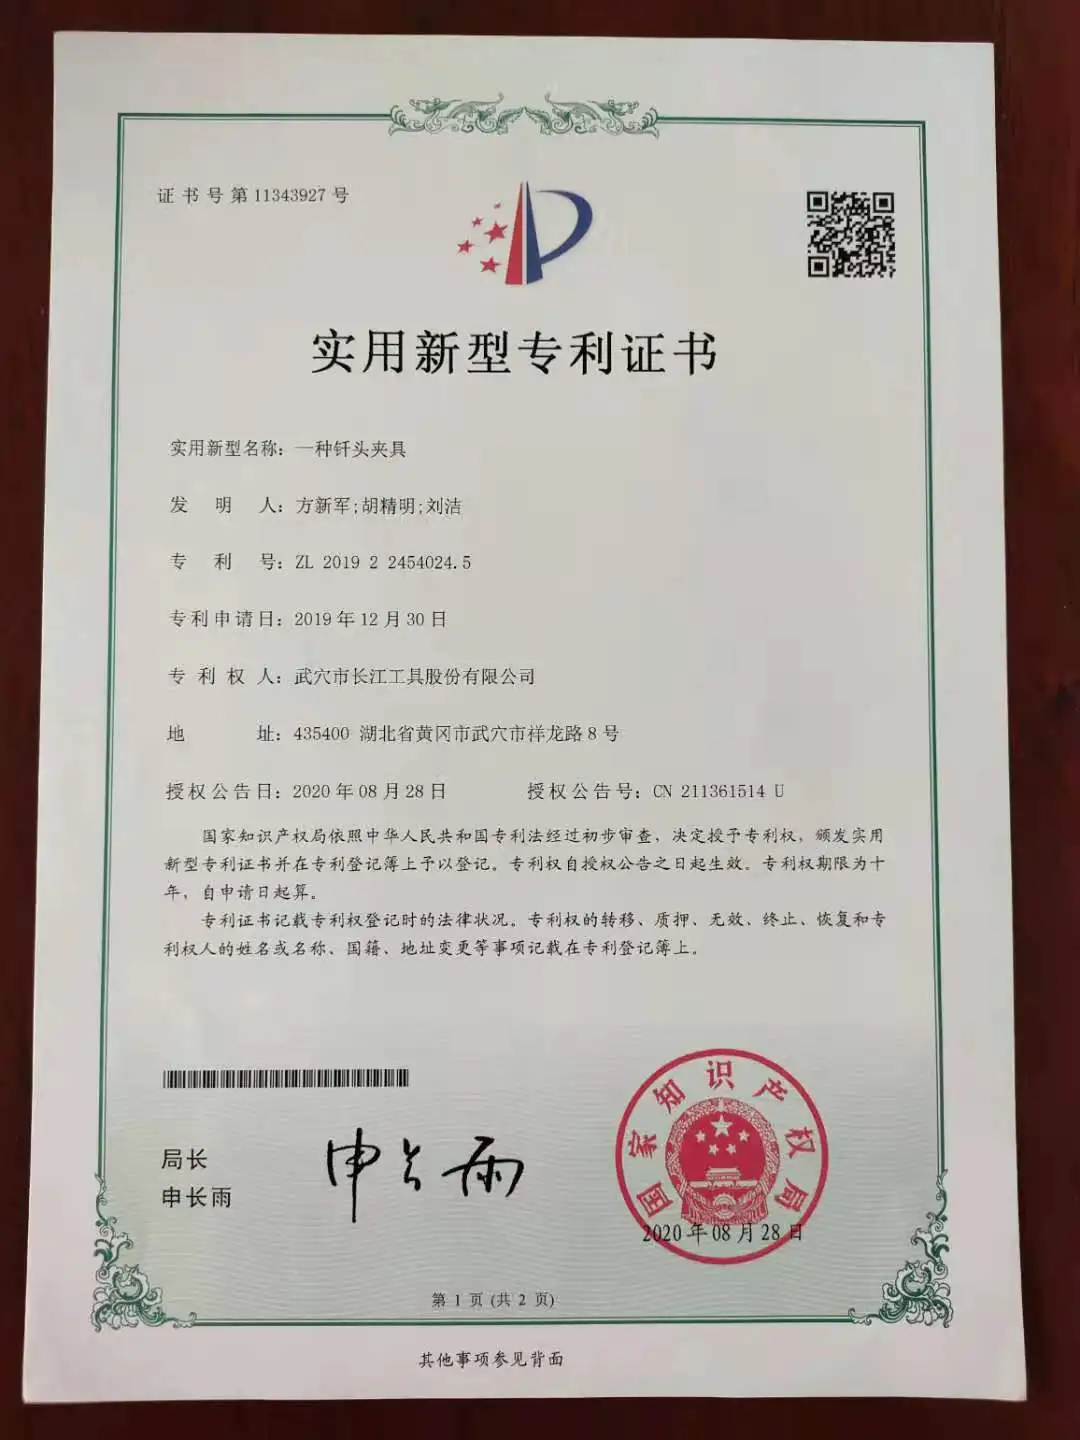 证书号第11343927号
实用新型专利证书
实用新型名称：一种钎头夹具
发明人：方新军;胡精明;刘洁
专利号：ZL 2019 2 2454024.5
专利申请日：2019年12月30日
专利权人：武穴市长江工具股份有限公司
地址：435400 湖北省黄冈市武穴市祥龙路8号
授权公告日：2020年08月28日 授权公告号：CN 211361514 U
国家知识产权局依照中华人民共和国专利法经过初步审查，决定授予专利权，颁发实用
新型专利证书并在专利登记簿上予以登记。专利权自授权公告之日起生效。专利权期限为十
年，自申请日起算。
专利证书记载专利权登记时的法律状况。专利权的转移、质押、无效、终止、恢复和专
利权人的姓名或名称、国籍、地址变更等事项记载在专利登记簿上。
局长
申长雨
申长雨
国家知识产权局
2020年08月28日
第 1 页 (共 2 页)
其他事项参见背面